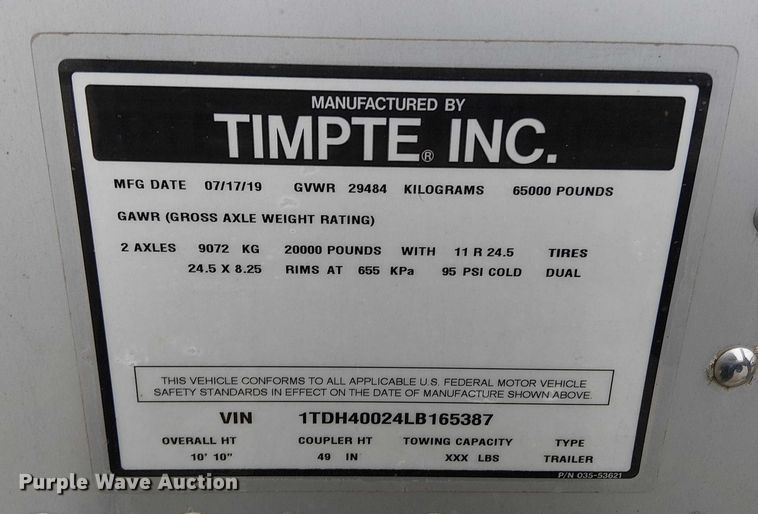 MANUFACTURED BY
TIMPTE® INC.
MFG DATE 07/17/19 GVWR 29484 KILOGRAMS 65000 POUNDS
GAWR (GROSS AXLE WEIGHT RATING)
2 AXLES 9072 KG 20000 POUNDS WITH 11 R 24.5 TIRES
24.5 X 8.25 RIMS AT 655 KPa 95 PSI COLD DUAL
THIS VEHICLE CONFORMS TO ALL APPLICABLE U.S. FEDERAL MOTOR VEHICLE
SAFETY STANDARDS IN EFFECT ON THE DATE OF MANUFACTURE SHOWN ABOVE.
VIN 1TDH40024LB165387
OVERALL HT COUPLER HT TOWING CAPACITY TYPE
10' 10" 49 IN XXX LBS TRAILER
P/N 035-53621
Purple Wave Auction